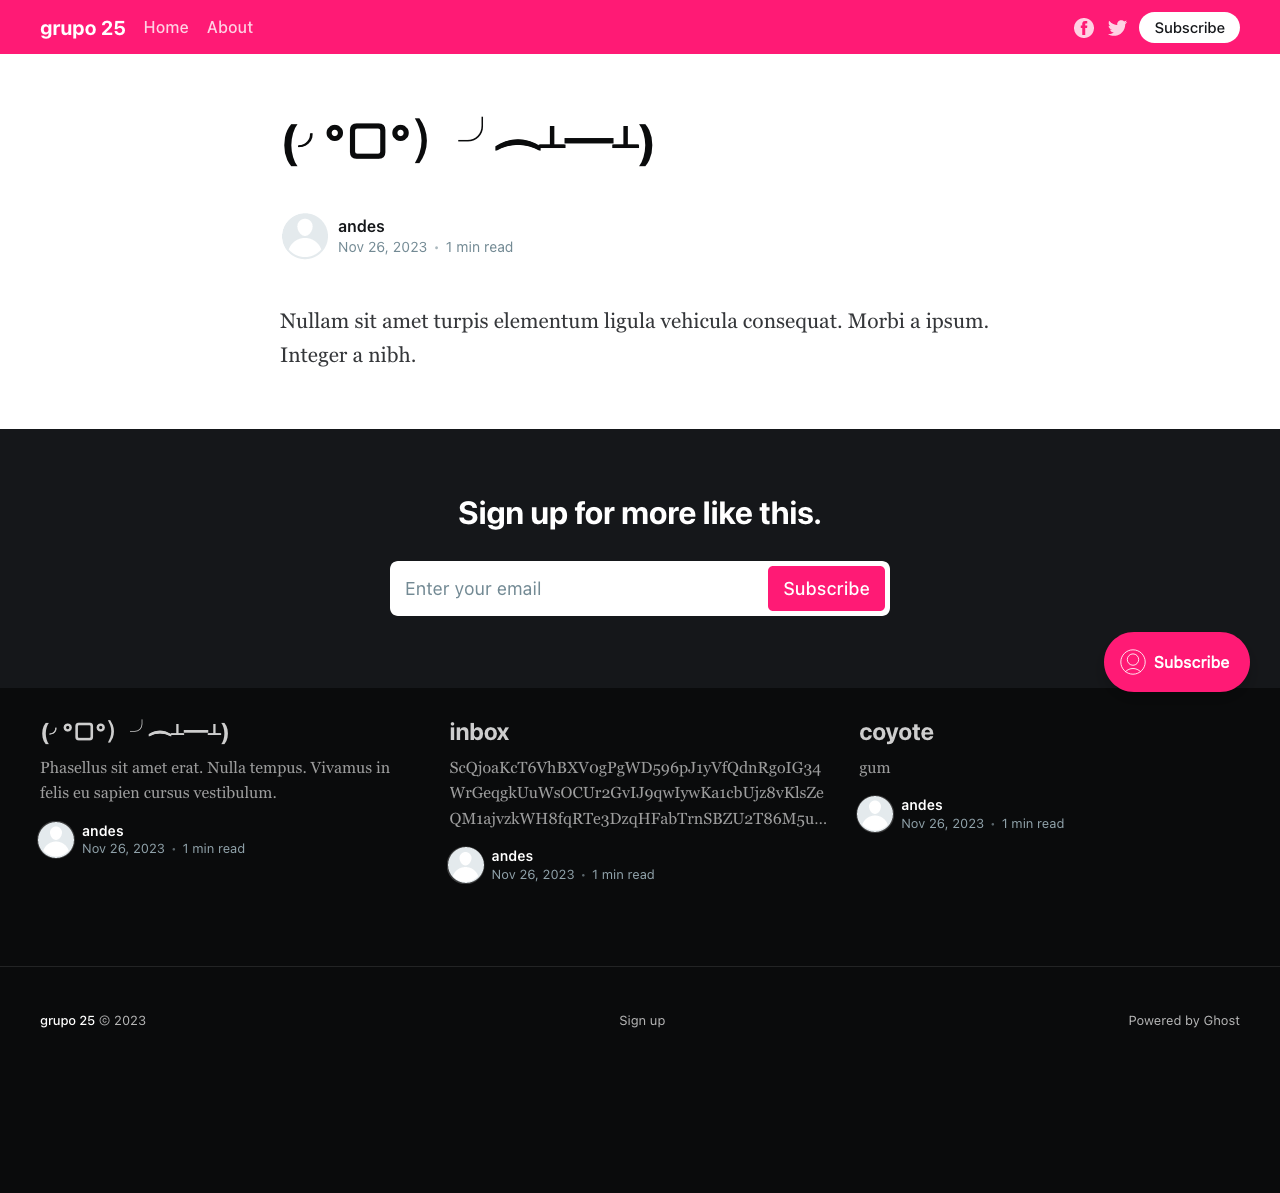 grupo 25 Home About Subscribe
(╯°□°）╯︵┻━┻)
andes
Nov 26, 2023 • 1 min read
Nullam sit amet turpis elementum ligula vehicula consequat. Morbi a ipsum.
Integer a nibh.
Sign up for more like this.
Enter your email Subscribe
Subscribe
(╯°□°）╯︵┻━┻)
Phasellus sit amet erat. Nulla tempus. Vivamus in
felis eu sapien cursus vestibulum.
andes
Nov 26, 2023 • 1 min read
inbox
ScQjoaKcT6VhBXV0gPgWD596pJ1yVfQdnRgoIG34
WrGeqgkUuWsOCUr2GvIJ9qwIywKa1cbUjz8vKlsZe
QM1ajvzkWH8fqRTe3DzqHFabTrnSBZU2T86M5u…
andes
Nov 26, 2023 • 1 min read
coyote
gum
andes
Nov 26, 2023 • 1 min read
grupo 25 © 2023 Sign up Powered by Ghost